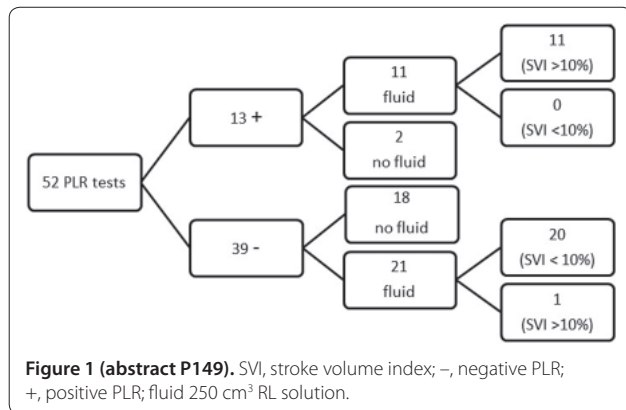 52 PLR tests
13 +
39 -
11
fluid
2
no fluid
18
no fluid
21
fluid
11
(SVI >10%)
0
(SVI <10%)
20
(SVI < 10%)
1
(SVI >10%)
Figure 1 (abstract P149). SVI, stroke volume index; –, negative PLR;
+, positive PLR; fluid 250 cm³ RL solution.